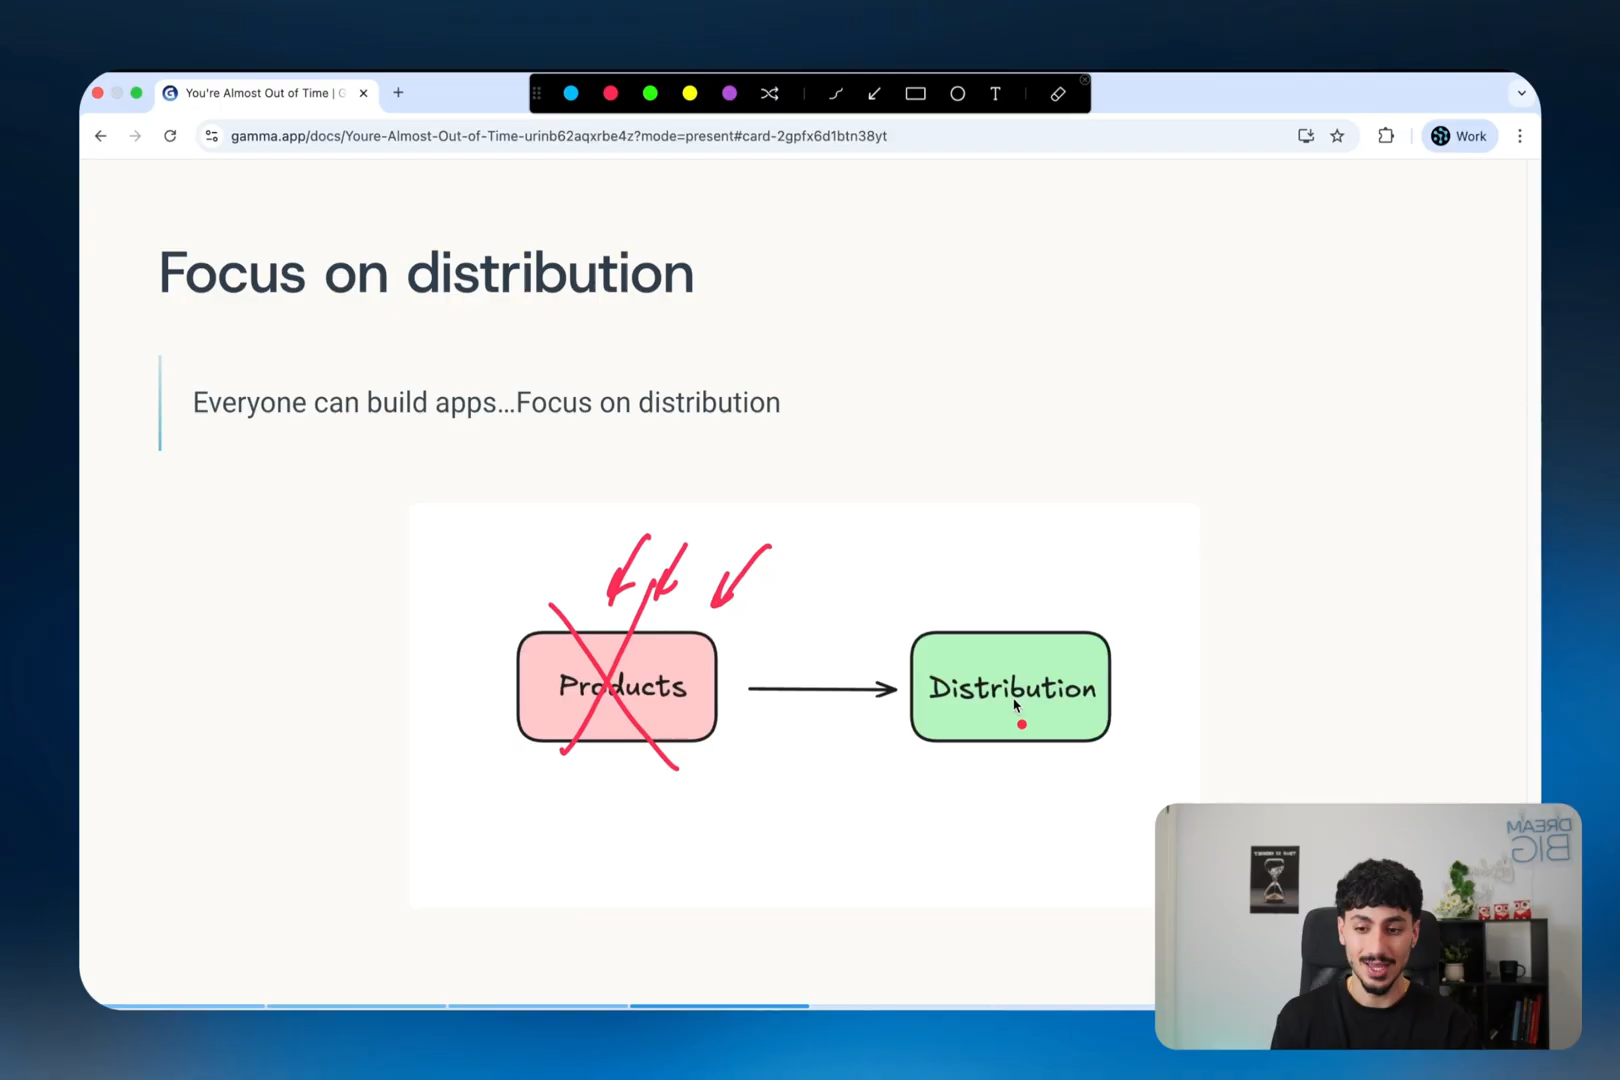 You're Almost Out of Time | G
gamma.app/docs/Youre-Almost-Out-of-Time-urinb62aqxrbe4z?mode=present#card-2gpfx6d1btn38yt
Work
T
Focus on distribution
Everyone can build apps...Focus on distribution
Products
Distribution
DREAM
BIG